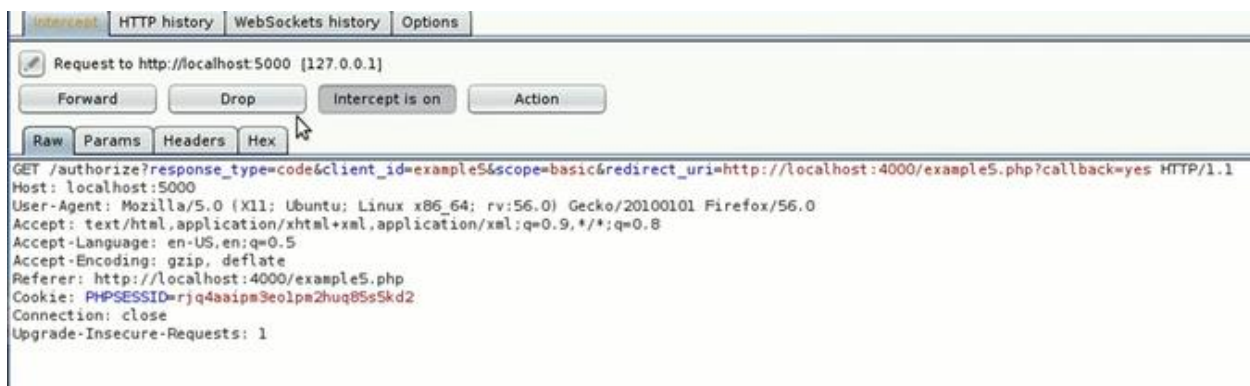 Intercept HTTP history WebSockets history Options
Request to http://localhost:5000 [127.0.0.1]
Forward Drop Intercept is on Action
Raw Params Headers Hex
GET /authorize?response_type=code&client_id=example5&scope=basic&redirect_uri=http://localhost:4000/example5.php?callback=yes HTTP/1.1
Host: localhost:5000
User-Agent: Mozilla/5.0 (X11; Ubuntu; Linux x86_64; rv:56.0) Gecko/20100101 Firefox/56.0
Accept: text/html,application/xhtml+xml,application/xml;q=0.9,*/*;q=0.8
Accept-Language: en-US,en;q=0.5
Accept-Encoding: gzip, deflate
Referer: http://localhost:4000/example5.php
Cookie: PHPSESSID=rjq4aaipm3eo1pm2huq85s5kd2
Connection: close
Upgrade-Insecure-Requests: 1